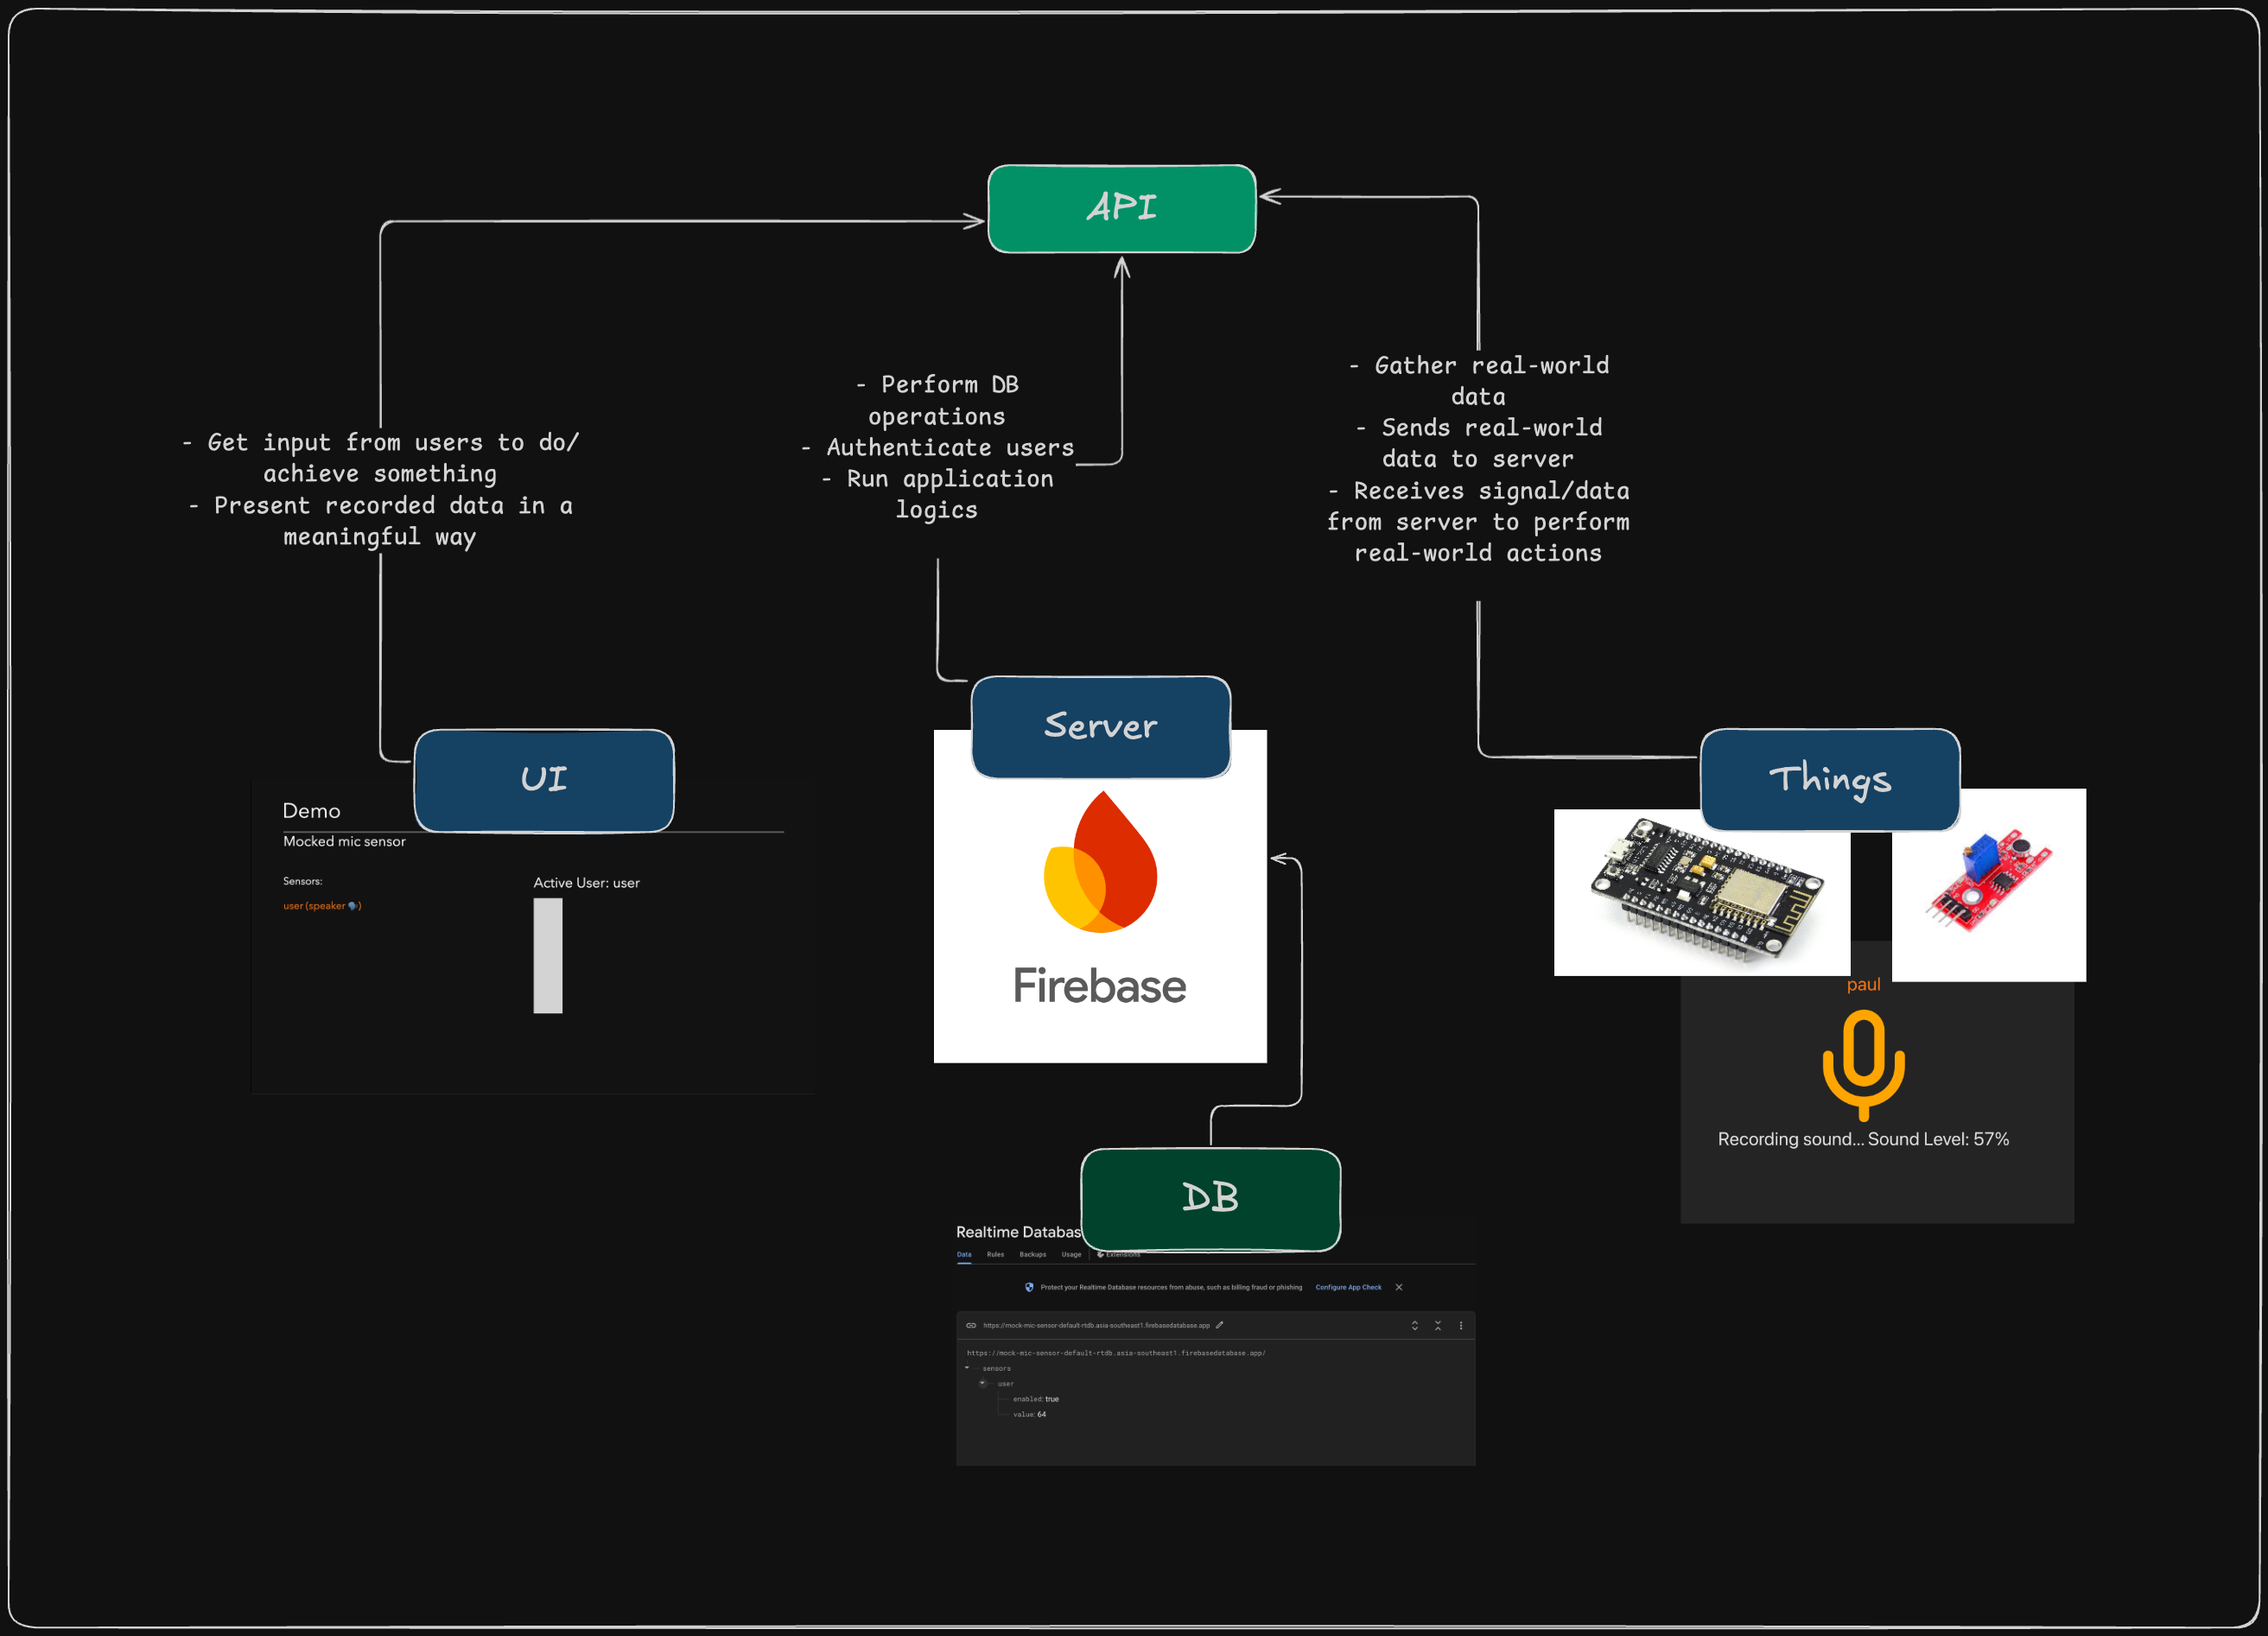 API
- Gather real-world
data
- Sends real-world
data to server
- Receives signal/data
from server to perform
real-world actions
- Perform DB
operations
- Authenticate users
- Run application
logics
- Get input from users to do/
achieve something
- Present recorded data in a
meaningful way
Server
UI
Things
Demo
Mocked mic sensor
Sensors:
user (speaker 🗣️)
Active User: user
Firebase
paul
Recording sound... Sound Level: 57%
DB
Realtime Databas
Data Rules Backups Usage Extensions
Protect your Realtime Database resources from abuse, such as billing fraud or phishing Configure App Check
https://mock-mic-sensor-default-rtdb.asia-southeast1.firebasedatabase.app
https://mock-mic-sensor-default-rtdb.asia-southeast1.firebasedatabase.app/
sensors
user
enabled: true
value: 64